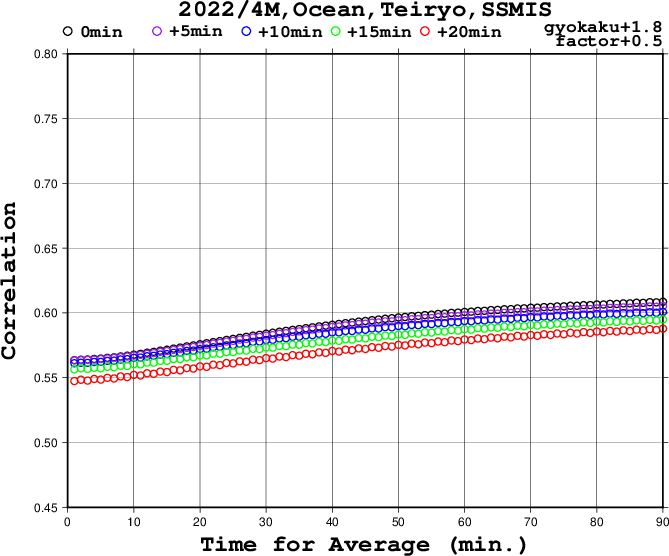 2022/4M,Ocean,Teiryo,SSMIS
0min +5min +10min +15min +20min
gyokaku+1.8
factor+0.5
0.80
0.75
0.70
0.65
0.60
0.55
0.50
0.45
Correlation
0 10 20 30 40 50 60 70 80 90
Time for Average (min.)